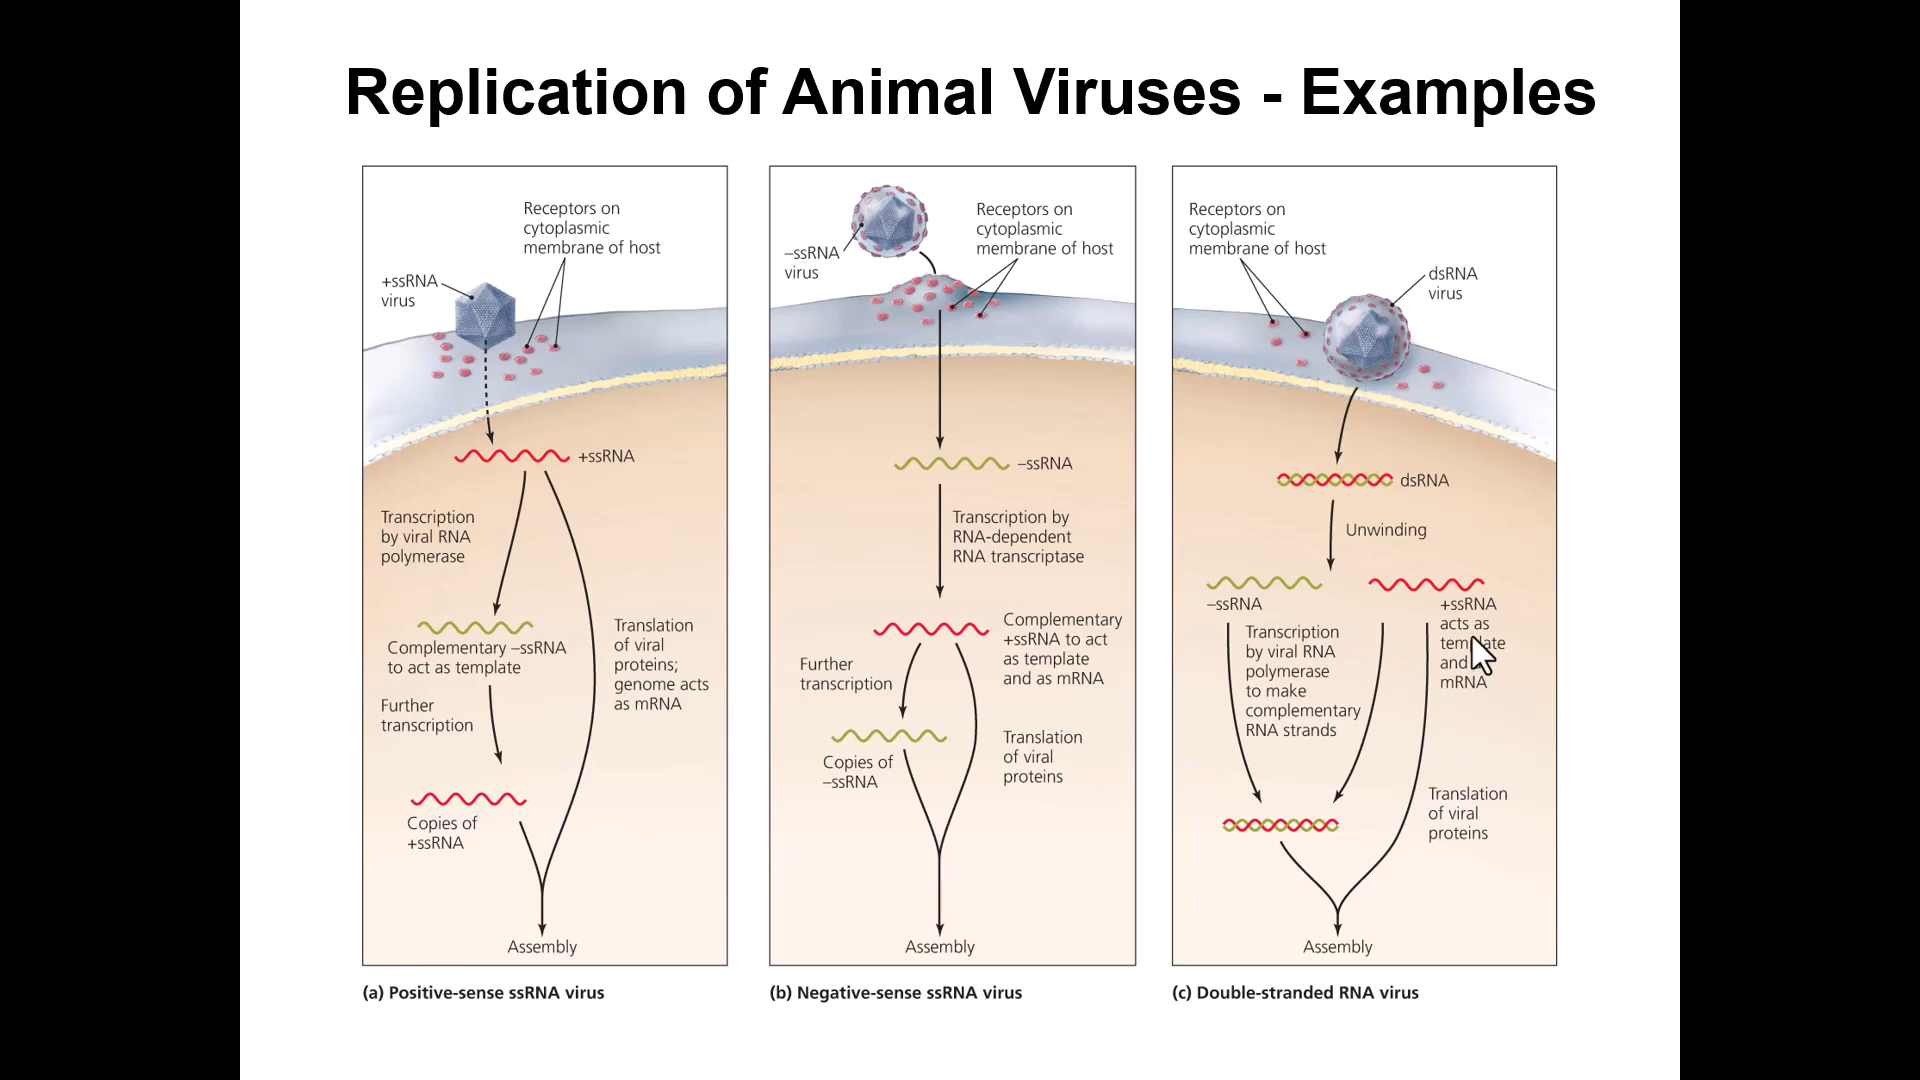 Replication of Animal Viruses - Examples
Receptors on
cytoplasmic
membrane of host
+ssRNA
virus
+ssRNA
Transcription
by viral RNA
polymerase
Complementary –ssRNA
to act as template
Translation
of viral
proteins;
genome acts
as mRNA
Further
transcription
Copies of
+ssRNA
Assembly
(a) Positive-sense ssRNA virus
Receptors on
cytoplasmic
membrane of host
–ssRNA
virus
–ssRNA
Transcription by
RNA-dependent
RNA transcriptase
Complementary
+ssRNA to act
as template
and as mRNA
Further
transcription
Copies of
–ssRNA
Translation
of viral
proteins
Assembly
(b) Negative-sense ssRNA virus
Receptors on
cytoplasmic
membrane of host
dsRNA
virus
dsRNA
Unwinding
–ssRNA
+ssRNA
acts as
template
and
mRNA
Transcription
by viral RNA
polymerase
to make
complementary
RNA strands
Translation
of viral
proteins
Assembly
(c) Double-stranded RNA virus